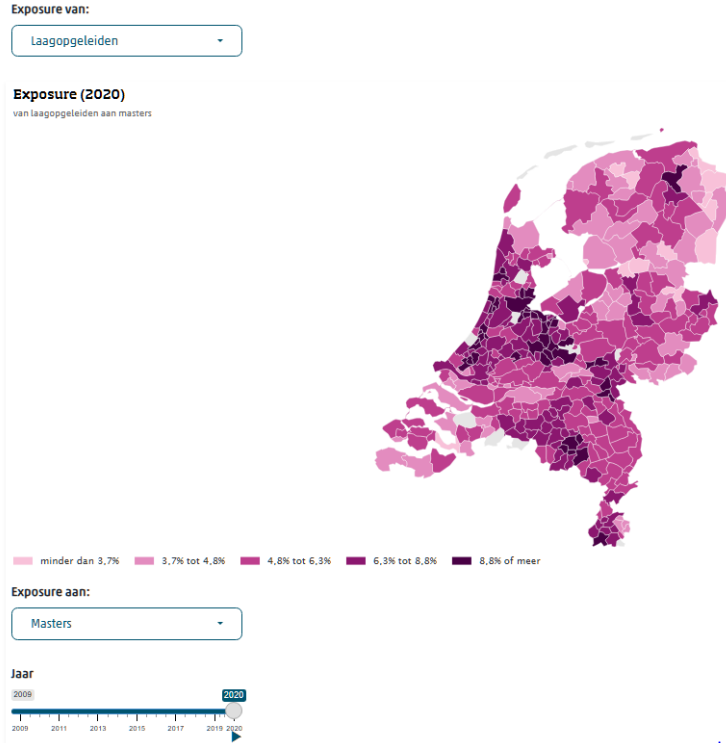 Exposure van:
Laagopgeleiden
Exposure (2020)
van laagopgeleiden aan masters
minder dan 3,7% 3,7% tot 4,8% 4,8% tot 6,3% 6,3% tot 8,8% 8,8% of meer
Exposure aan:
Masters
Jaar
2009 2020
2009 2011 2013 2015 2017 2019 2020